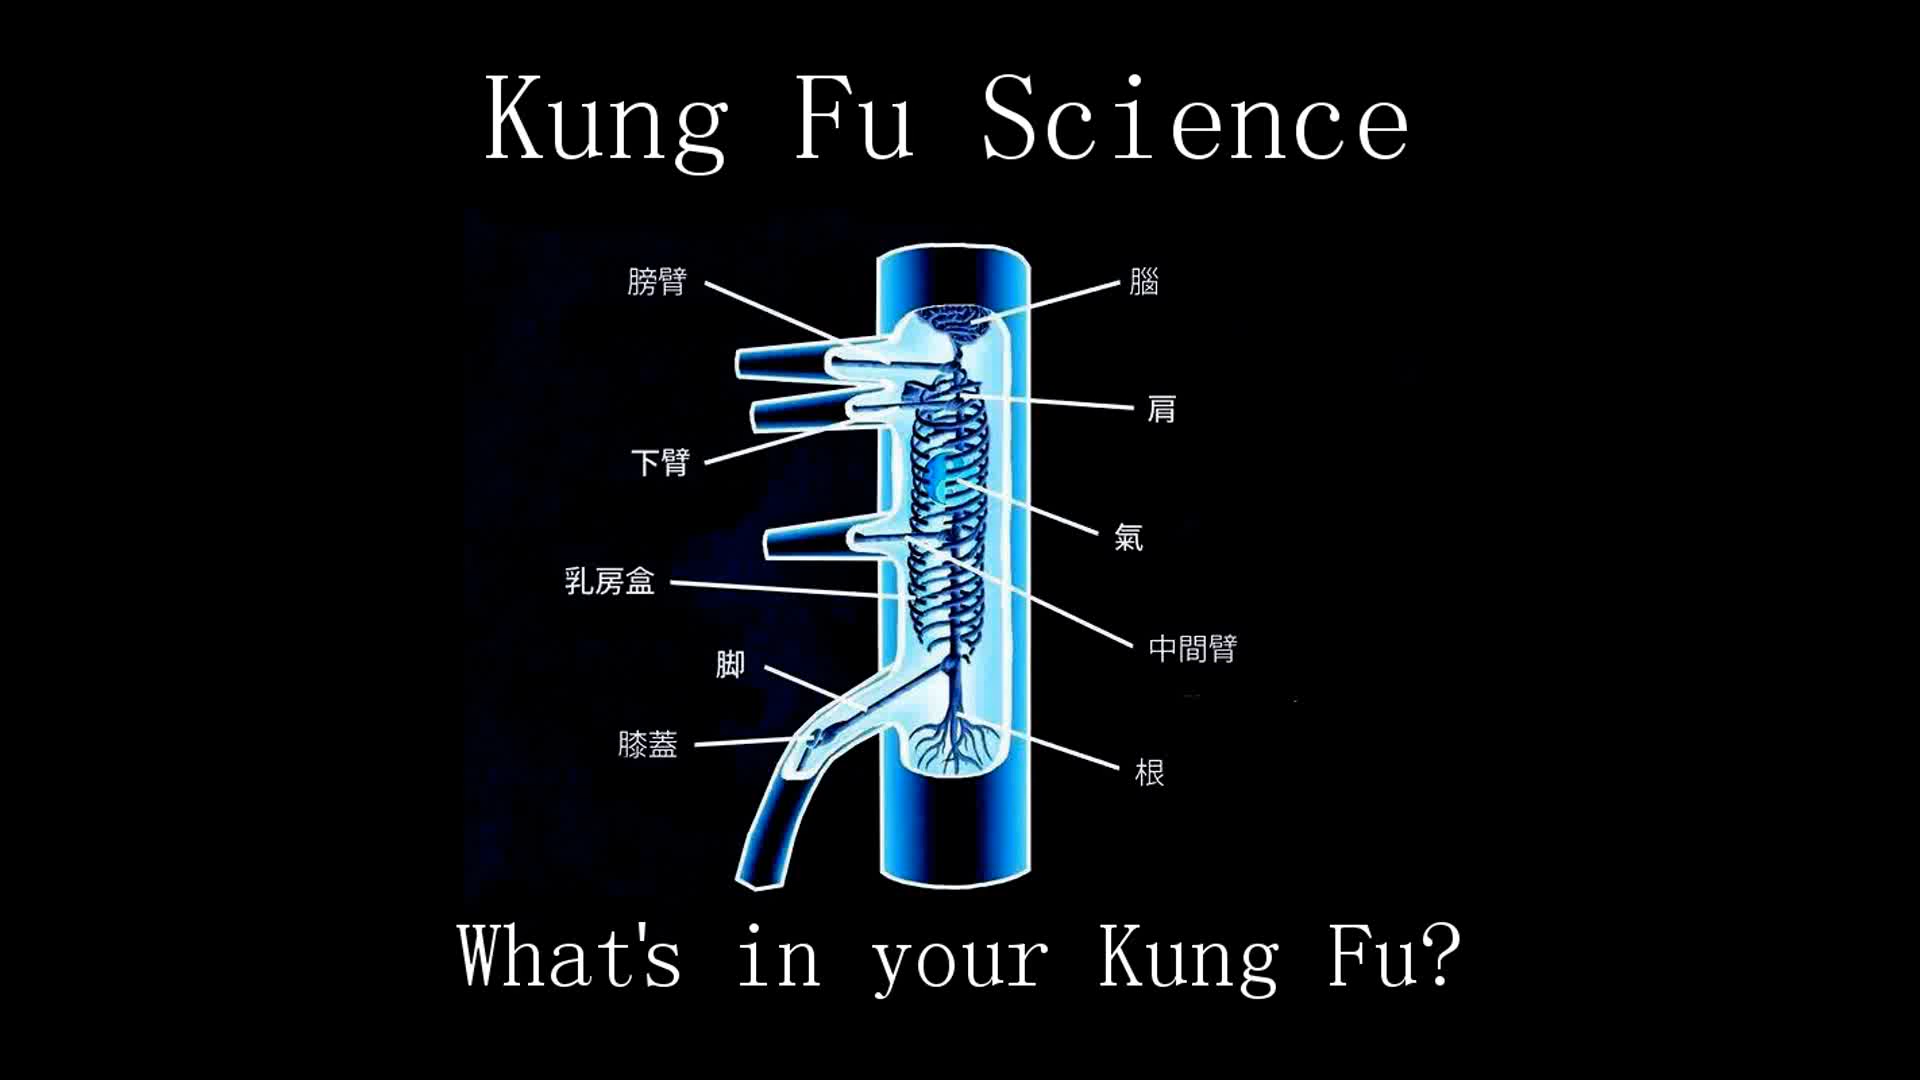 Kung Fu Science
膀臂
腦
肩
下臂
氣
乳房盒
中間臂
脚
膝蓋
根
What's in your Kung Fu?